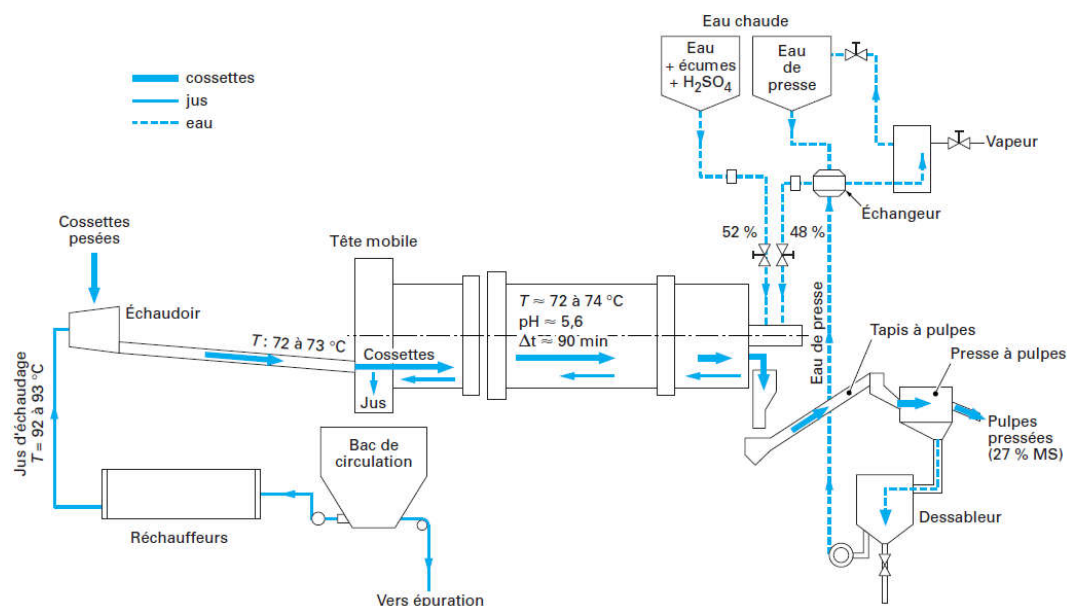 Eau chaude
Eau
+ écumes
+ H₂SO₄
Eau
de
presse
cossettes
jus
eau
Vapeur
Échangeur
52 %
48 %
Cossettes
pesées
Tête mobile
Échaudoir
T : 72 à 73 °C
T ≈ 72 à 74 °C
pH ≈ 5,6
Δt ≈ 90 min
Cossettes
Jus
Eau de presse
Tapis à pulpes
Presse à pulpes
Pulpes
pressées
(27 % MS)
Jus d'échaudage
T = 92 à 93 °C
Bac de
circulation
Réchauffeurs
Dessableur
Vers épuration